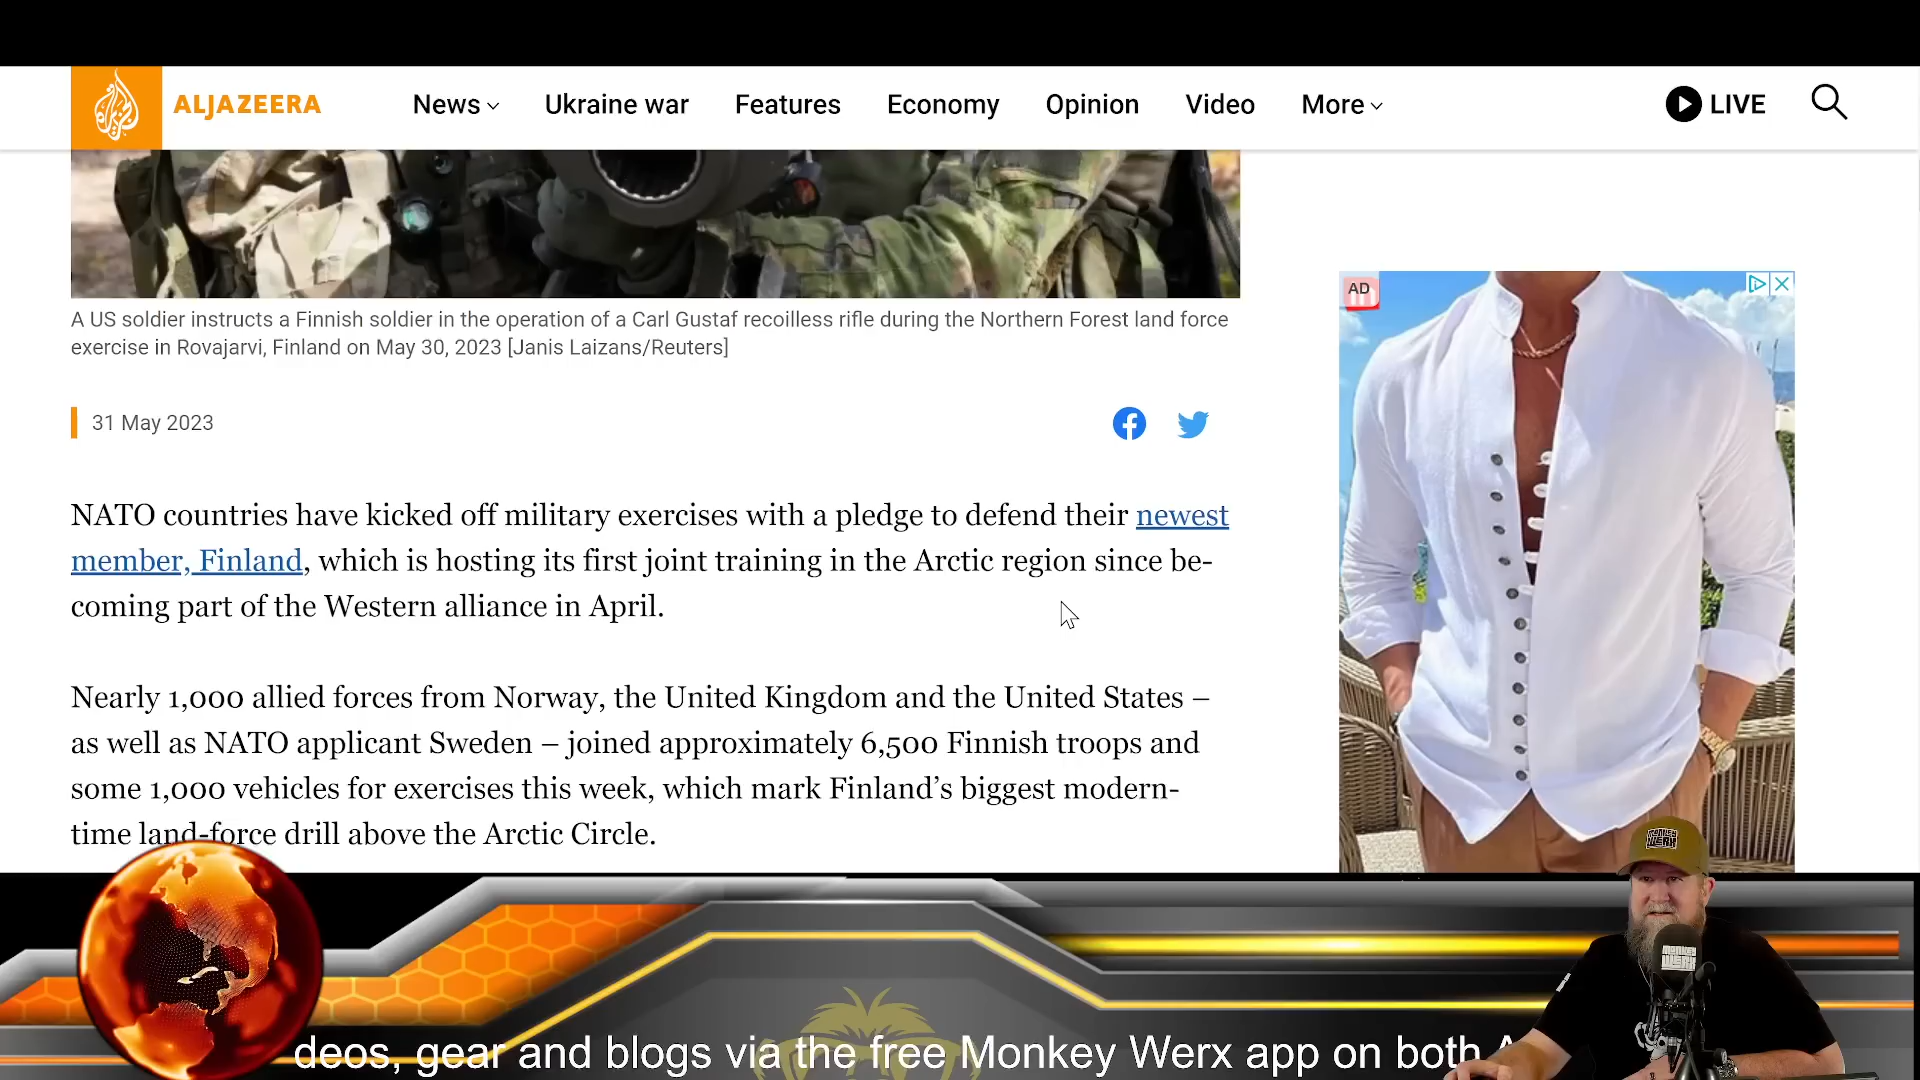 ALJAZEERA
News
Ukraine war
Features
Economy
Opinion
Video
More
LIVE
A US soldier instructs a Finnish soldier in the operation of a Carl Gustaf recoilless rifle during the Northern Forest land force
exercise in Rovajarvi, Finland on May 30, 2023 [Janis Laizans/Reuters]
31 May 2023
NATO countries have kicked off military exercises with a pledge to defend their newest
member, Finland, which is hosting its first joint training in the Arctic region since be-
coming part of the Western alliance in April.
Nearly 1,000 allied forces from Norway, the United Kingdom and the United States –
as well as NATO applicant Sweden – joined approximately 6,500 Finnish troops and
some 1,000 vehicles for exercises this week, which mark Finland's biggest modern-
time land-force drill above the Arctic Circle.
AD
MONKEY
WERX
MONKEY
WERX
deos, gear and blogs via the free Monkey Werx app on both A